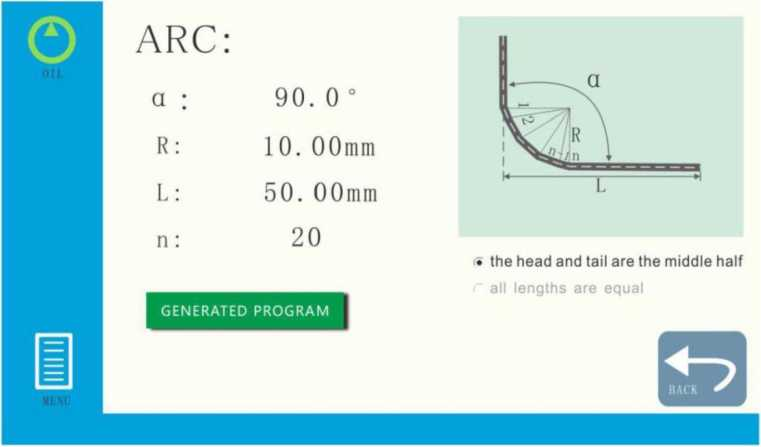 OIL
ARC:
α : 90.0°
R: 10.00mm
L: 50.00mm
n: 20
GENERATED PROGRAM
MENU
α
1
2
R
n-1
n
L
the head and tail are the middle half
all lengths are equal
BACK